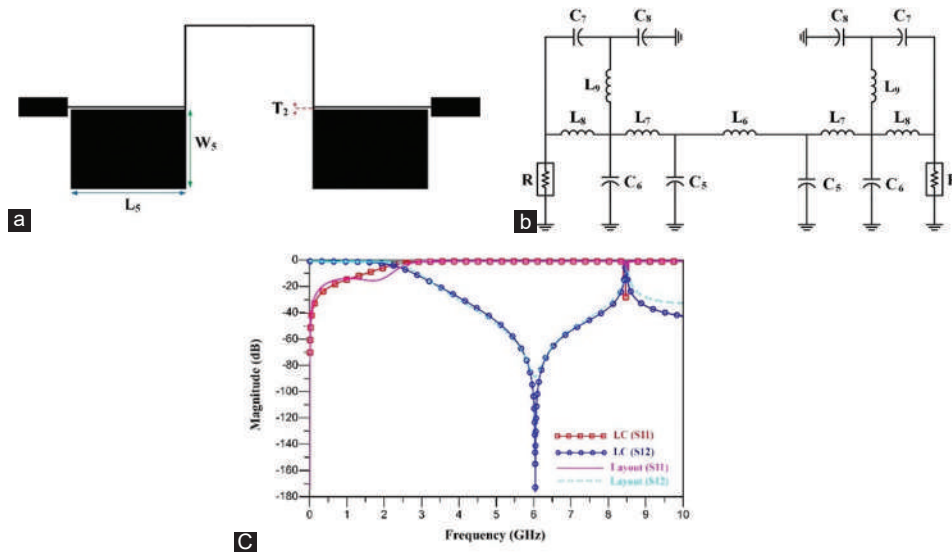 T2
W5
L5
a
b
C7 C8 C8 C7
L9 L9
L8 L7 L6 L7 L8
R C6 C5 C5 C6 R
0
-20
-40
-60
-80
-100
-120
-140
-160
-180
Magnitude (dB)
LC (S11)
LC (S12)
Layout (S11)
Layout (S12)
0 1 2 3 4 5 6 7 8 9 10
Frequency (GHz)
C